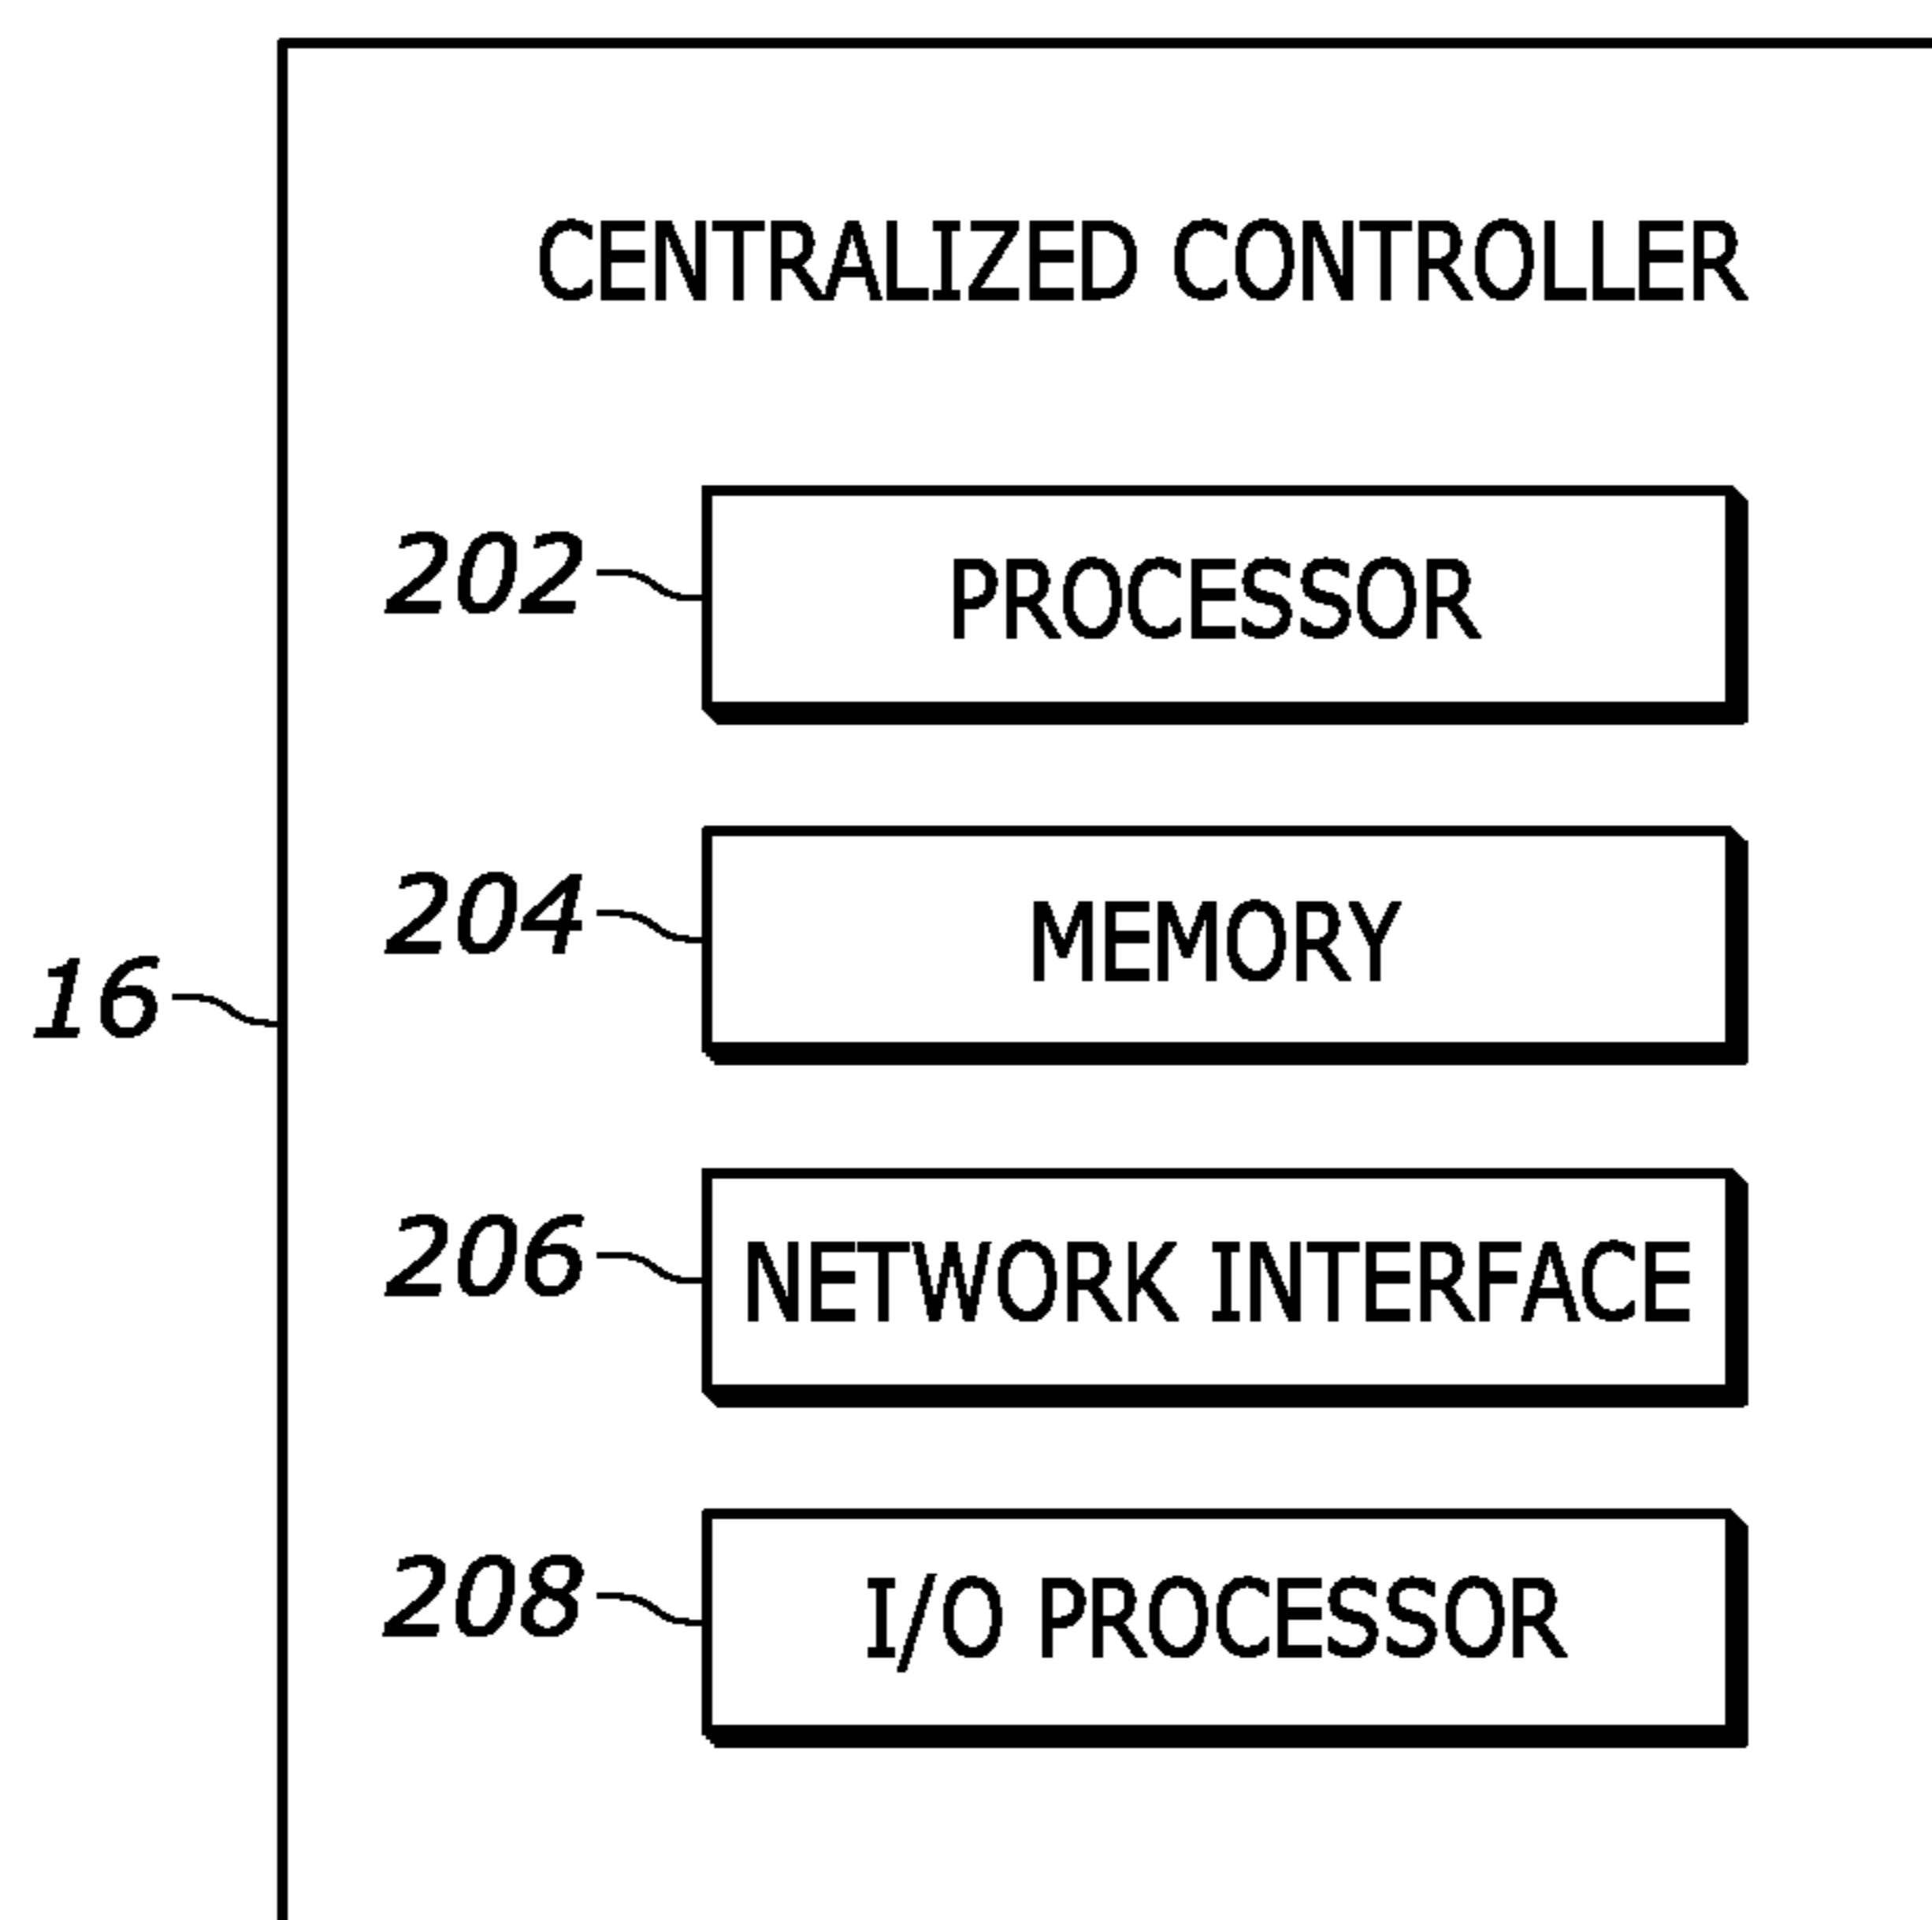 CENTRALIZED CONTROLLER
202 PROCESSOR
204 MEMORY
16
206 NETWORK INTERFACE
208 I/O PROCESSOR